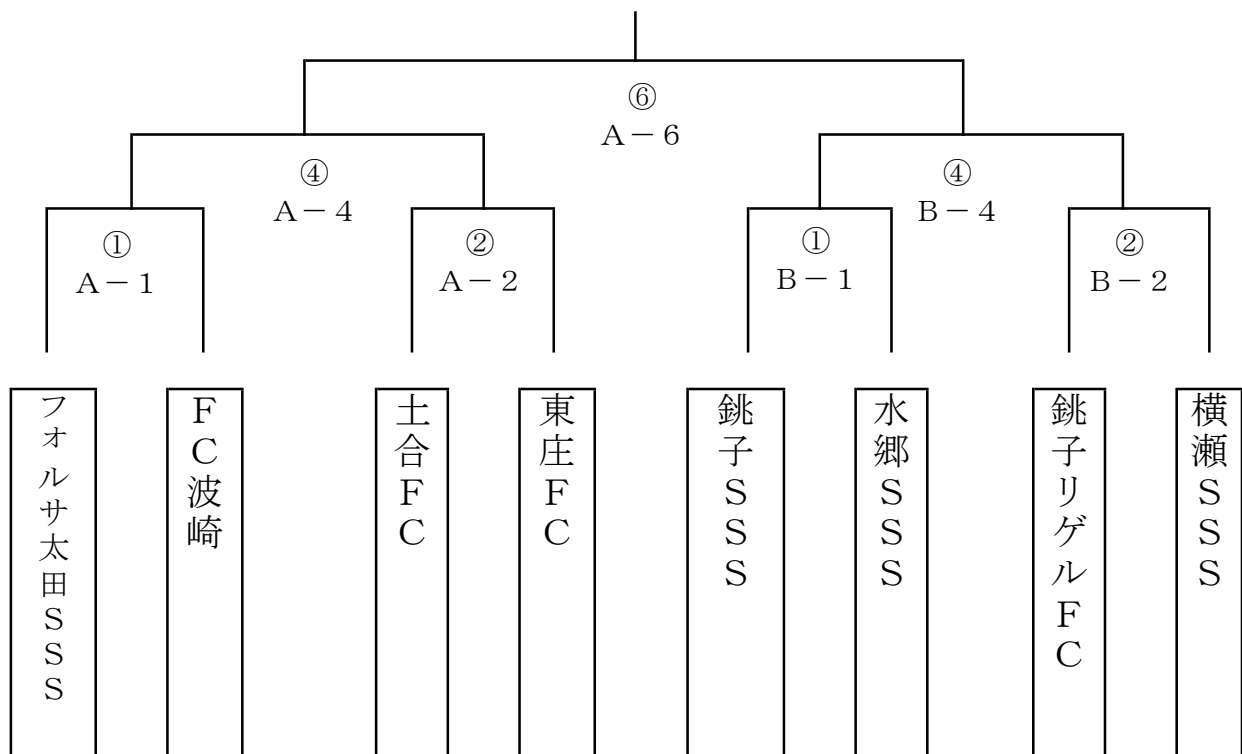 ⑥
A－6
④
A－4
④
B－4
①
A－1
②
A－2
①
B－1
②
B－2
フォルサ太田SSS
FC波崎
土合FC
東庄FC
銚子SSS
水郷SSS
銚子リゲルFC
横瀬SSS